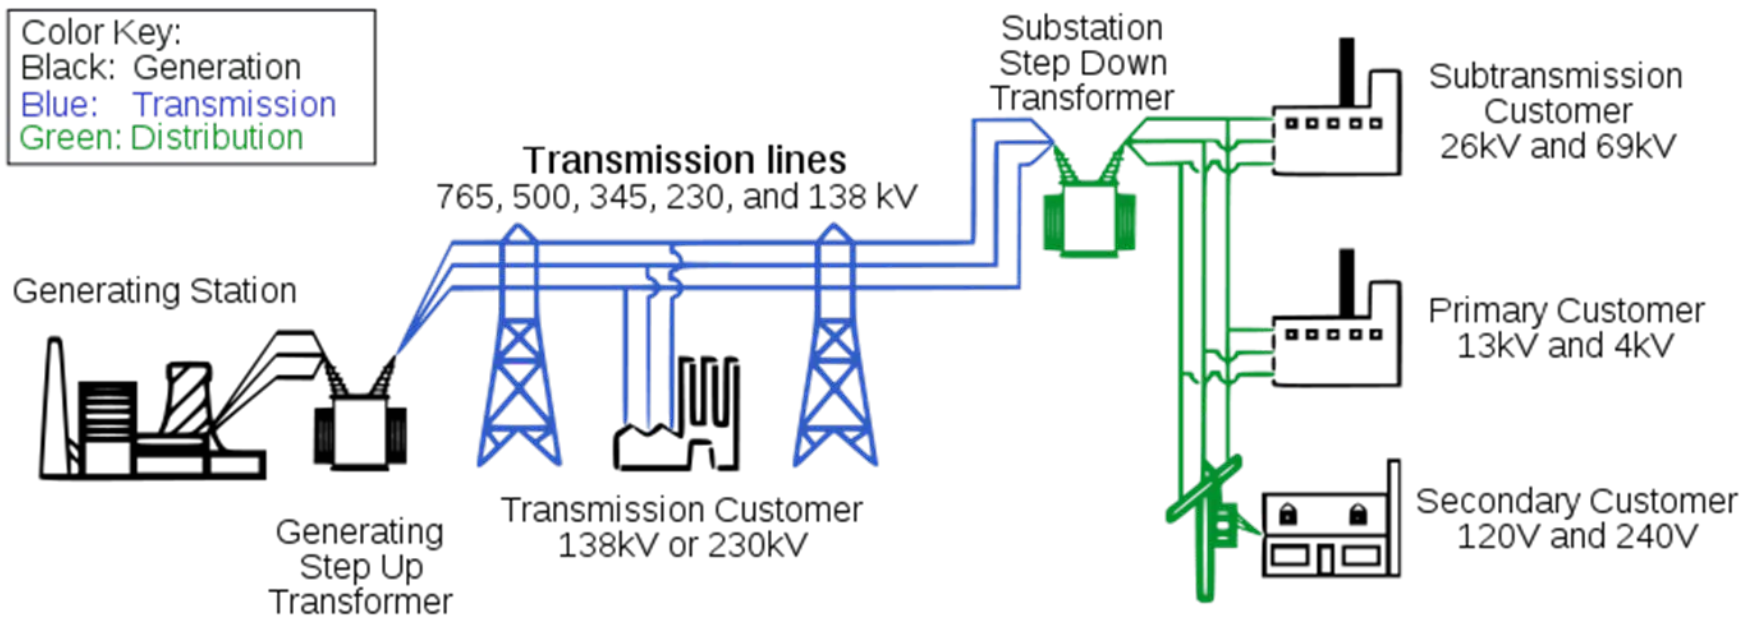 Color Key:
Black: Generation
Blue: Transmission
Green: Distribution
Generating Station
Generating
Step Up
Transformer
Transmission lines
765, 500, 345, 230, and 138 kV
Transmission Customer
138kV or 230kV
Substation
Step Down
Transformer
Subtransmission
Customer
26kV and 69kV
Primary Customer
13kV and 4kV
Secondary Customer
120V and 240V